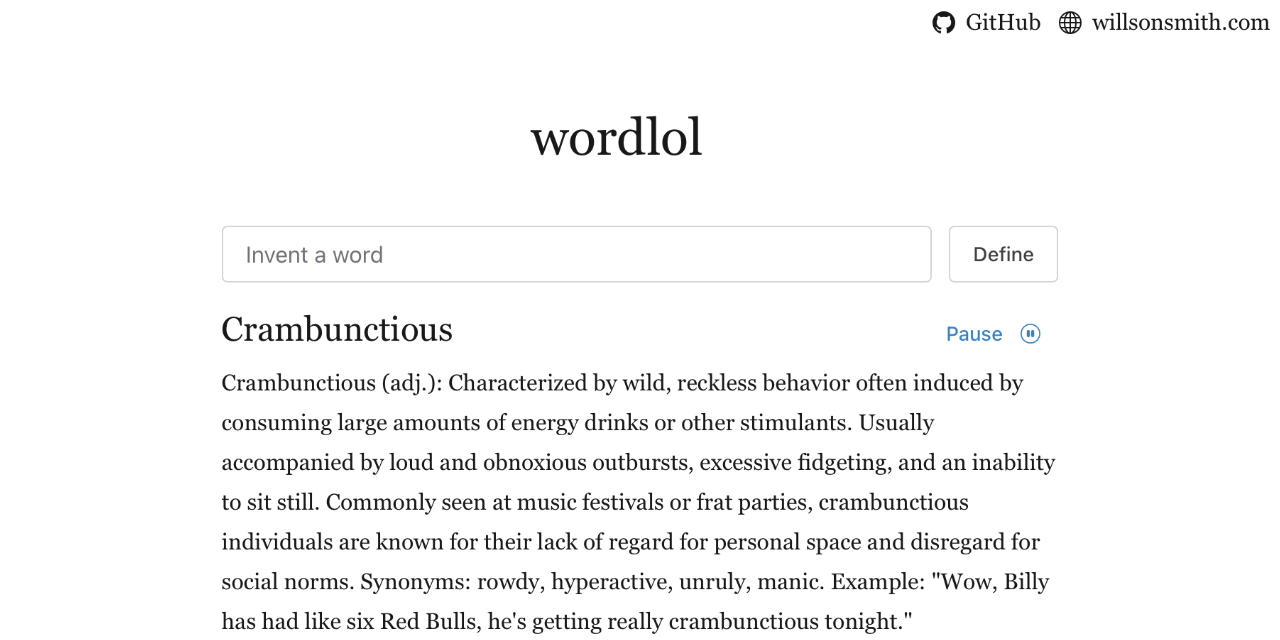 GitHub willsonsmith.com
wordlol
Invent a word Define
Crambunctious Pause
Crambunctious (adj.): Characterized by wild, reckless behavior often induced by
consuming large amounts of energy drinks or other stimulants. Usually
accompanied by loud and obnoxious outbursts, excessive fidgeting, and an inability
to sit still. Commonly seen at music festivals or frat parties, crambunctious
individuals are known for their lack of regard for personal space and disregard for
social norms. Synonyms: rowdy, hyperactive, unruly, manic. Example: "Wow, Billy
has had like six Red Bulls, he's getting really crambunctious tonight."